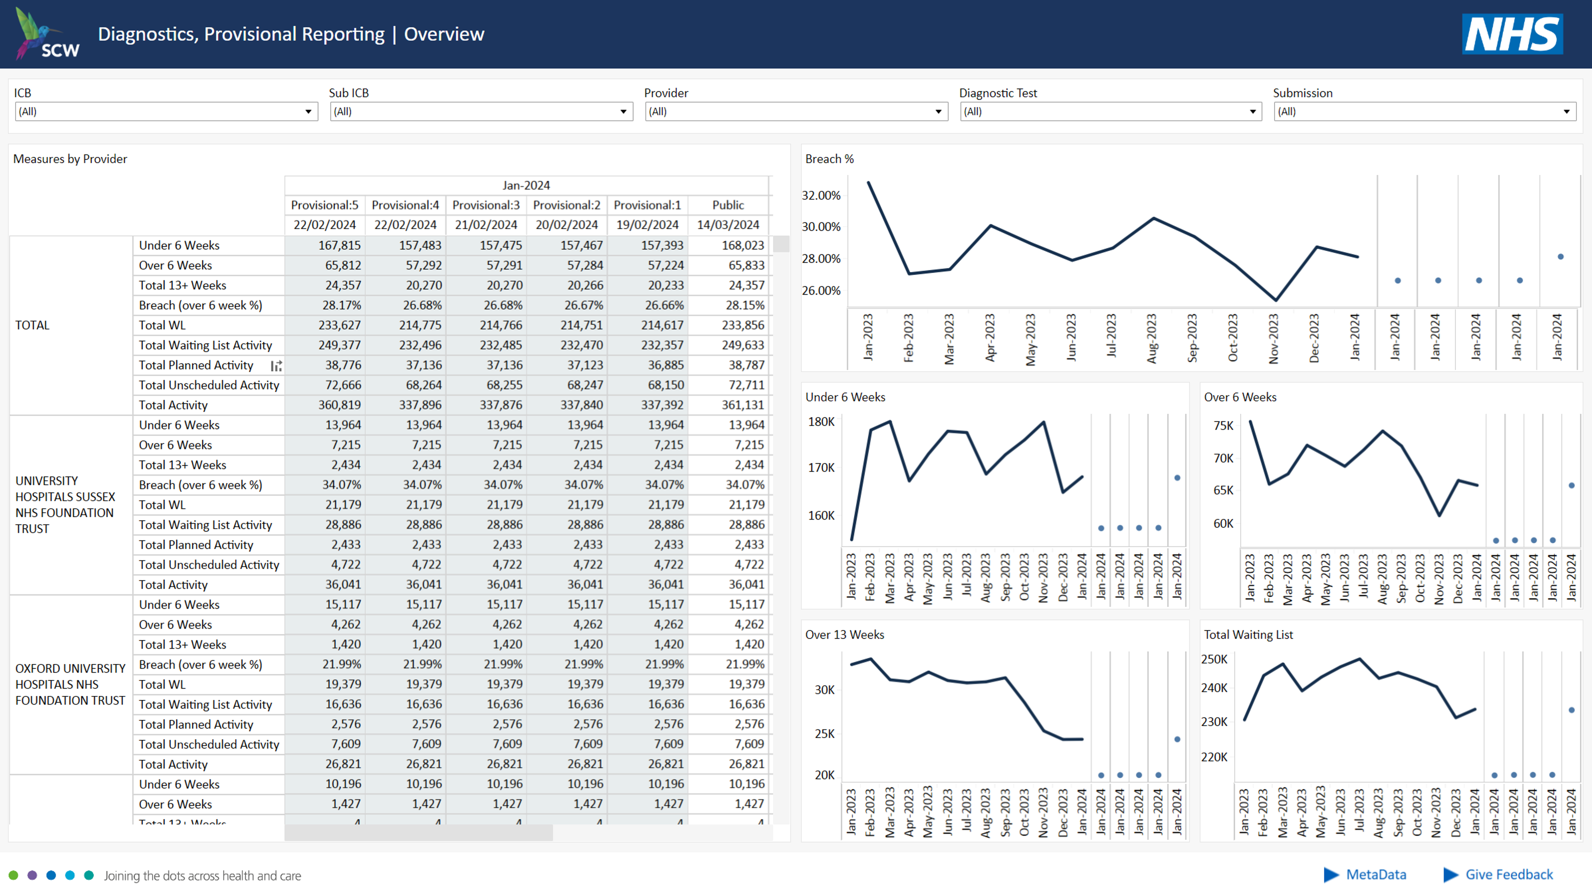 SCW
Diagnostics, Provisional Reporting | Overview
NHS
ICB Sub ICB Provider Diagnostic Test Submission
(All) (All) (All) (All) (All)
Measures by Provider
Jan-2024
Provisional:5 Provisional:4 Provisional:3 Provisional:2 Provisional:1 Public
22/02/2024 22/02/2024 21/02/2024 20/02/2024 19/02/2024 14/03/2024
TOTAL
Under 6 Weeks 167,815 157,483 157,475 157,467 157,393 168,023
Over 6 Weeks 65,812 57,292 57,291 57,284 57,224 65,833
Total 13+ Weeks 24,357 20,270 20,270 20,266 20,233 24,357
Breach (over 6 week %) 28.17% 26.68% 26.68% 26.67% 26.66% 28.15%
Total WL 233,627 214,775 214,766 214,751 214,617 233,856
Total Waiting List Activity 249,377 232,496 232,485 232,470 232,357 249,633
Total Planned Activity 38,776 37,136 37,136 37,123 36,885 38,787
Total Unscheduled Activity 72,666 68,264 68,255 68,247 68,150 72,711
Total Activity 360,819 337,896 337,876 337,840 337,392 361,131
UNIVERSITY
HOSPITALS SUSSEX
NHS FOUNDATION
TRUST
Under 6 Weeks 13,964 13,964 13,964 13,964 13,964 13,964
Over 6 Weeks 7,215 7,215 7,215 7,215 7,215 7,215
Total 13+ Weeks 2,434 2,434 2,434 2,434 2,434 2,434
Breach (over 6 week %) 34.07% 34.07% 34.07% 34.07% 34.07% 34.07%
Total WL 21,179 21,179 21,179 21,179 21,179 21,179
Total Waiting List Activity 28,886 28,886 28,886 28,886 28,886 28,886
Total Planned Activity 2,433 2,433 2,433 2,433 2,433 2,433
Total Unscheduled Activity 4,722 4,722 4,722 4,722 4,722 4,722
Total Activity 36,041 36,041 36,041 36,041 36,041 36,041
OXFORD UNIVERSITY
HOSPITALS NHS
FOUNDATION TRUST
Under 6 Weeks 15,117 15,117 15,117 15,117 15,117 15,117
Over 6 Weeks 4,262 4,262 4,262 4,262 4,262 4,262
Total 13+ Weeks 1,420 1,420 1,420 1,420 1,420 1,420
Breach (over 6 week %) 21.99% 21.99% 21.99% 21.99% 21.99% 21.99%
Total WL 19,379 19,379 19,379 19,379 19,379 19,379
Total Waiting List Activity 16,636 16,636 16,636 16,636 16,636 16,636
Total Planned Activity 2,576 2,576 2,576 2,576 2,576 2,576
Total Unscheduled Activity 7,609 7,609 7,609 7,609 7,609 7,609
Total Activity 26,821 26,821 26,821 26,821 26,821 26,821
Under 6 Weeks 10,196 10,196 10,196 10,196 10,196 10,196
Over 6 Weeks 1,427 1,427 1,427 1,427 1,427 1,427
Total 13+ Weeks 4 4 4 4 4 4
Breach %
32.00%
30.00%
28.00%
26.00%
Jan-2023 Feb-2023 Mar-2023 Apr-2023 May-2023 Jun-2023 Jul-2023 Aug-2023 Sep-2023 Oct-2023 Nov-2023 Dec-2023 Jan-2024 Jan-2024 Jan-2024 Jan-2024 Jan-2024 Jan-2024
Under 6 Weeks
180K
170K
160K
Jan-2023 Feb-2023 Mar-2023 Apr-2023 May-2023 Jun-2023 Jul-2023 Aug-2023 Sep-2023 Oct-2023 Nov-2023 Dec-2023 Jan-2024 Jan-2024 Jan-2024 Jan-2024 Jan-2024 Jan-2024
Over 6 Weeks
75K
70K
65K
60K
Jan-2023 Feb-2023 Mar-2023 Apr-2023 May-2023 Jun-2023 Jul-2023 Aug-2023 Sep-2023 Oct-2023 Nov-2023 Dec-2023 Jan-2024 Jan-2024 Jan-2024 Jan-2024 Jan-2024 Jan-2024
Over 13 Weeks
30K
25K
20K
Jan-2023 Feb-2023 Mar-2023 Apr-2023 May-2023 Jun-2023 Jul-2023 Aug-2023 Sep-2023 Oct-2023 Nov-2023 Dec-2023 Jan-2024 Jan-2024 Jan-2024 Jan-2024 Jan-2024 Jan-2024
Total Waiting List
250K
240K
230K
220K
Jan-2023 Feb-2023 Mar-2023 Apr-2023 May-2023 Jun-2023 Jul-2023 Aug-2023 Sep-2023 Oct-2023 Nov-2023 Dec-2023 Jan-2024 Jan-2024 Jan-2024 Jan-2024 Jan-2024 Jan-2024
Joining the dots across health and care
MetaData
Give Feedback